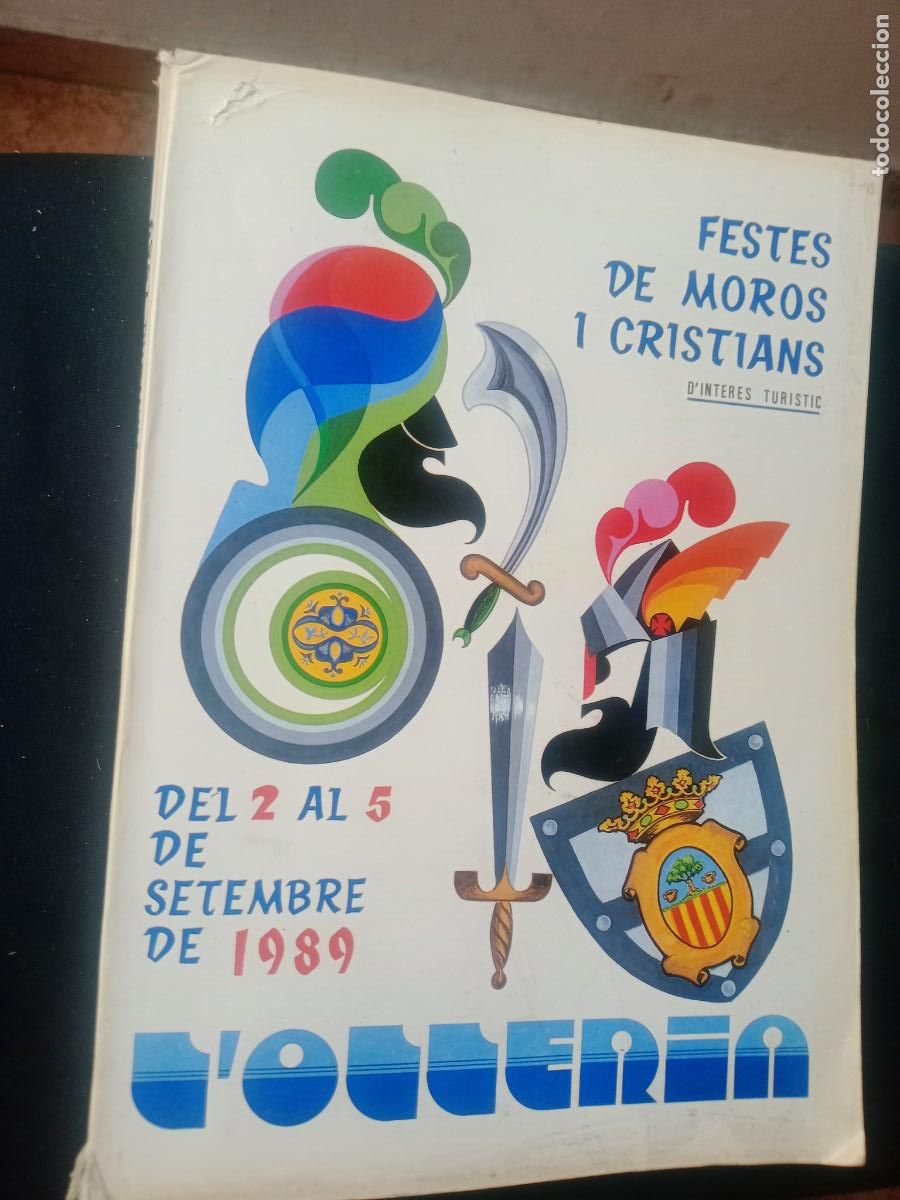 FESTES
DE MOROS
I CRISTIANS
D'INTERES TURISTIC
DEL 2 AL 5
DE
SETEMBRE
DE 1989
L'OLLERIA
todocoleccion